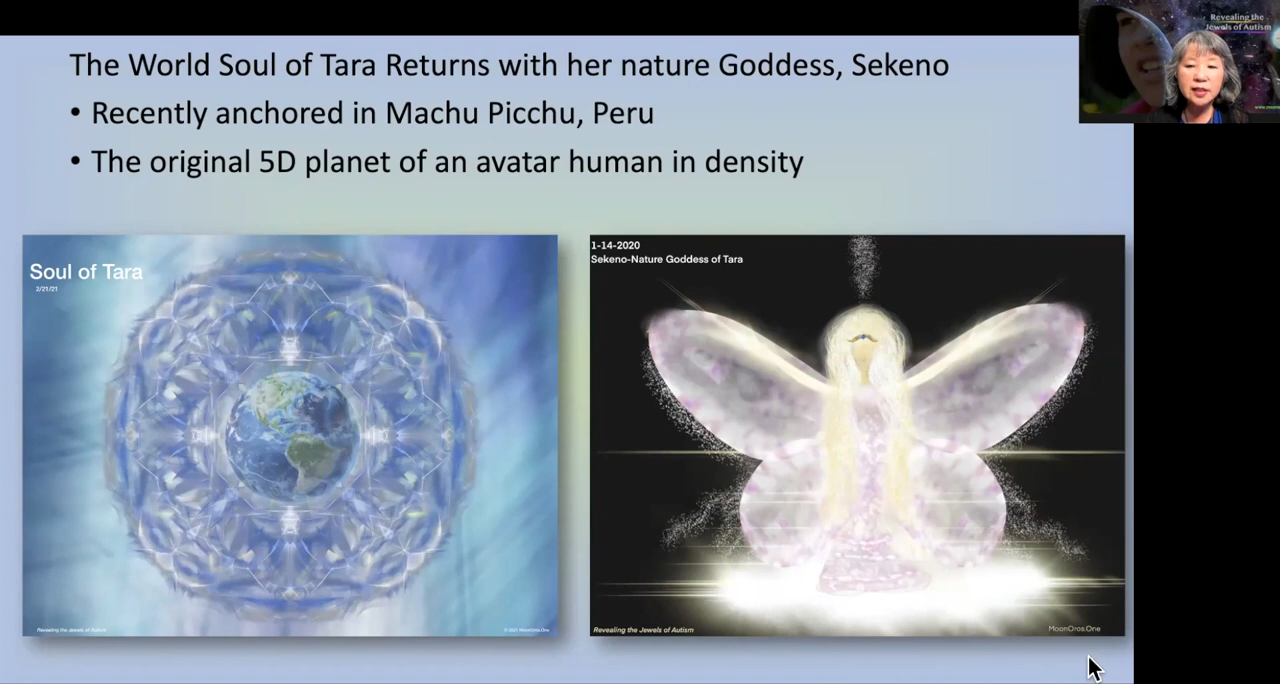 The World Soul of Tara Returns with her nature Goddess, Sekeno
• Recently anchored in Machu Picchu, Peru
• The original 5D planet of an avatar human in density
Revealing the
Jewels of Autism
Soul of Tara
2/21/21
Revealing the Jewels of Autism
© 2021 MoonOros.One
1-14-2020
Sekeno-Nature Goddess of Tara
Revealing the Jewels of Autism
MoonOros.One